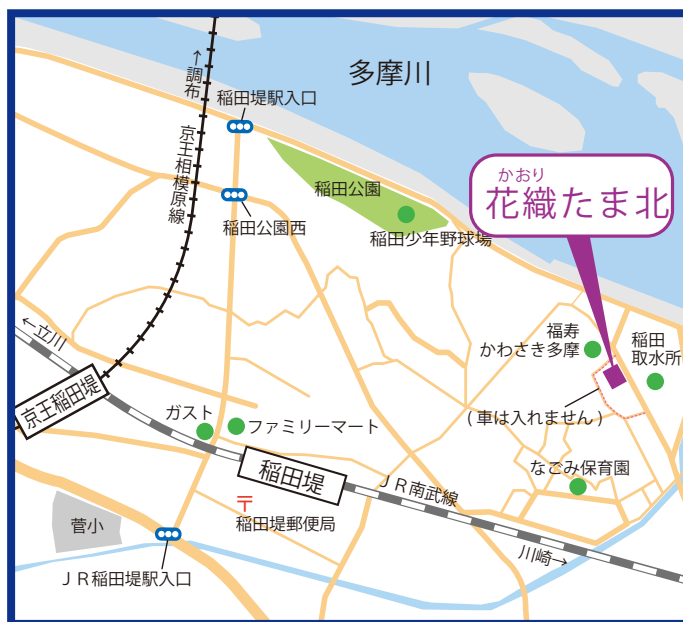 多摩川
←調布
稲田堤駅入口
京王相模原線
稲田公園
稲田公園西
稲田少年野球場
かおり
花織たま北
福寿
かわさき多摩
稲田
取水所
(車は入れません)
←立川
京王稲田堤
ガスト
ファミリーマート
稲田堤
なごみ保育園
JR南武線
〒
稲田堤郵便局
菅小
川崎→
JR稲田堤駅入口